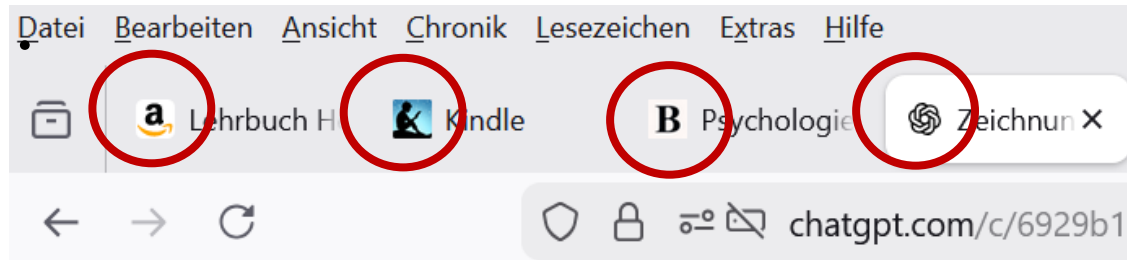 Datei Bearbeiten Ansicht Chronik Lesezeichen Extras Hilfe
a Lehrbuch H Kindle B Psychologie Zeichnun
chatgpt.com/c/6929b1